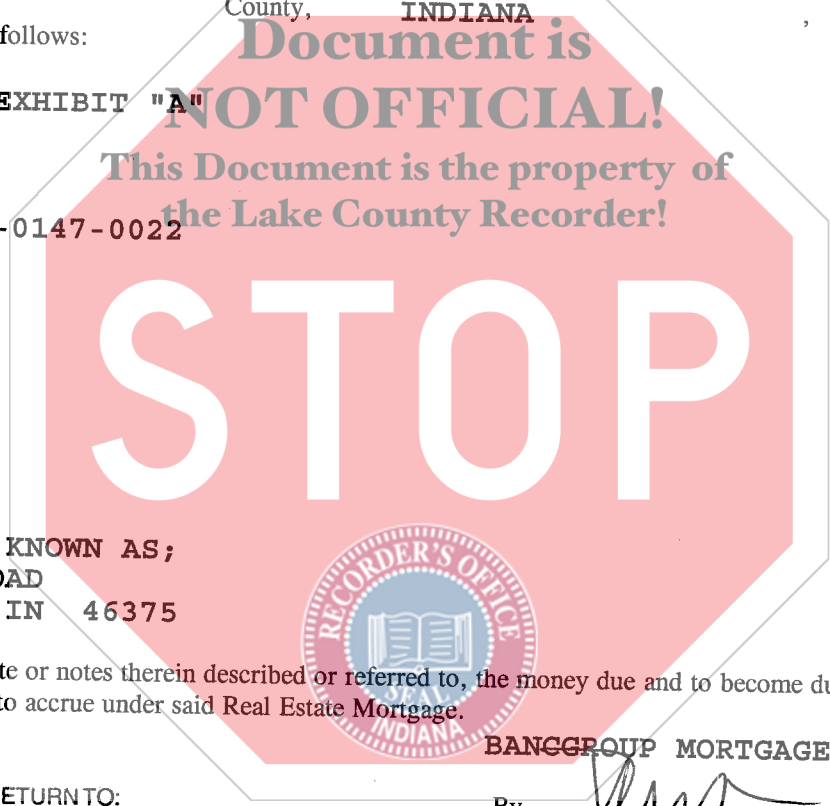 County, INDIANA ,
follows:
Document is
EXHIBIT "A"
NOT OFFICIAL!
This Document is the property of
the Lake County Recorder!
-0147-0022
STOP
KNOWN AS;
OAD
IN 46375
RECORDER'S OFFICE
SEAL
INDIANA
te or notes therein described or referred to, the money due and to become du
to accrue under said Real Estate Mortgage.
BANCGROUP MORTGAGE
ETURN TO:
By